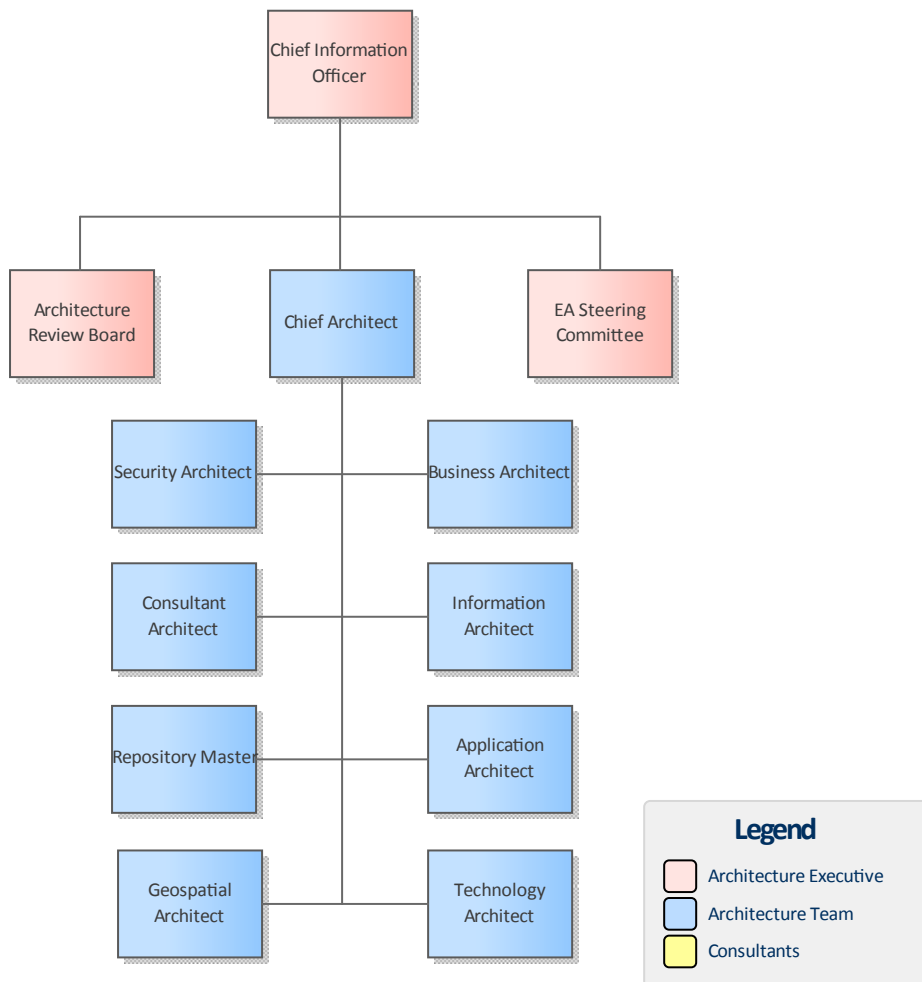 Chief Information
Officer
Architecture
Review Board
Chief Architect
EA Steering
Committee
Security Architect
Business Architect
Consultant
Architect
Information
Architect
Repository Master
Application
Architect
Geospatial
Architect
Technology
Architect
Legend
Architecture Executive
Architecture Team
Consultants